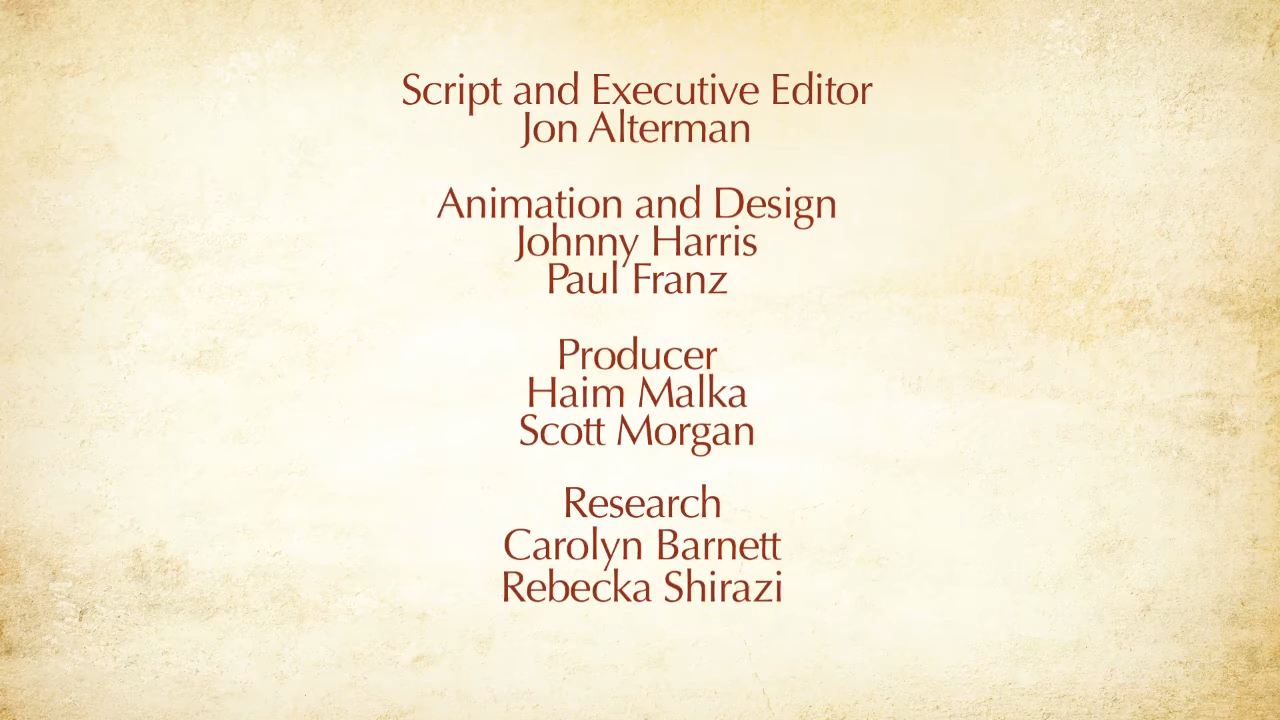 Script and Executive Editor
Jon Alterman
Animation and Design
Johnny Harris
Paul Franz
Producer
Haim Malka
Scott Morgan
Research
Carolyn Barnett
Rebecka Shirazi